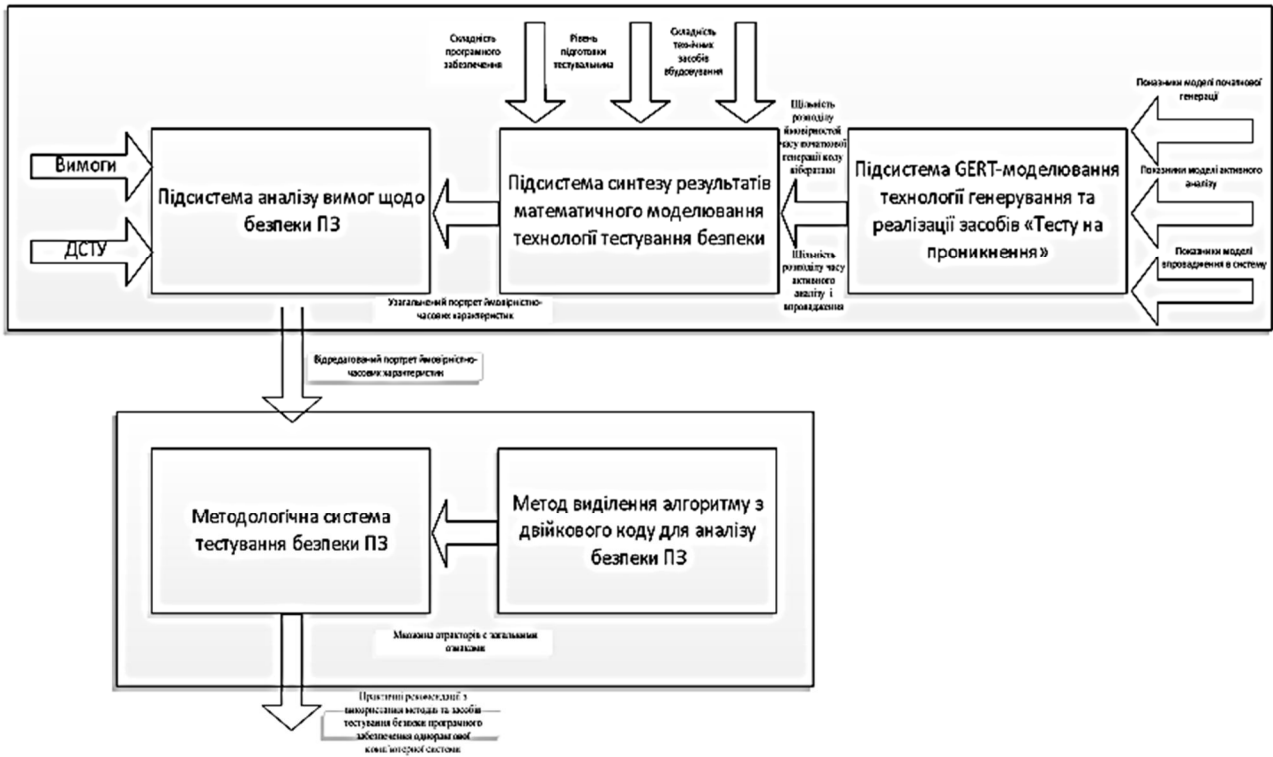 Складність
програмного
забезпечення
Рівень
підготовки
тестувальника
Складність
технічних
засобів
вбудовування
Показники моделі початкової
генерації
Показники моделі активного
аналізу
Показники моделі
впровадження в систему
Вимоги
ДСТУ
Підсистема аналізу вимог щодо
безпеки ПЗ
Підсистема синтезу результатів
математичного моделювання
технології тестування безпеки
Щільність
розподілу
ймовірностей
часу початкової
генерації коду
кібератаки
Щільність
розподілу часу
активного
аналізу і
впровадження
Підсистема GERT-моделювання
технології генерування та
реалізації засобів «Тесту на
проникнення»
Узагальнений портрет ймовірністно-
часових характеристик
Відредагований портрет ймовірністно-
часових характеристик
Методологічна система
тестування безпеки ПЗ
Метод виділення алгоритму з
двійкового коду для аналізу
безпеки ПЗ
Множина атракторів с загальними
ознаками
Практичні рекомендації з
використання методів та засобів
тестування безпеки програмного
забезпечення однорангової
комп'ютерної системи